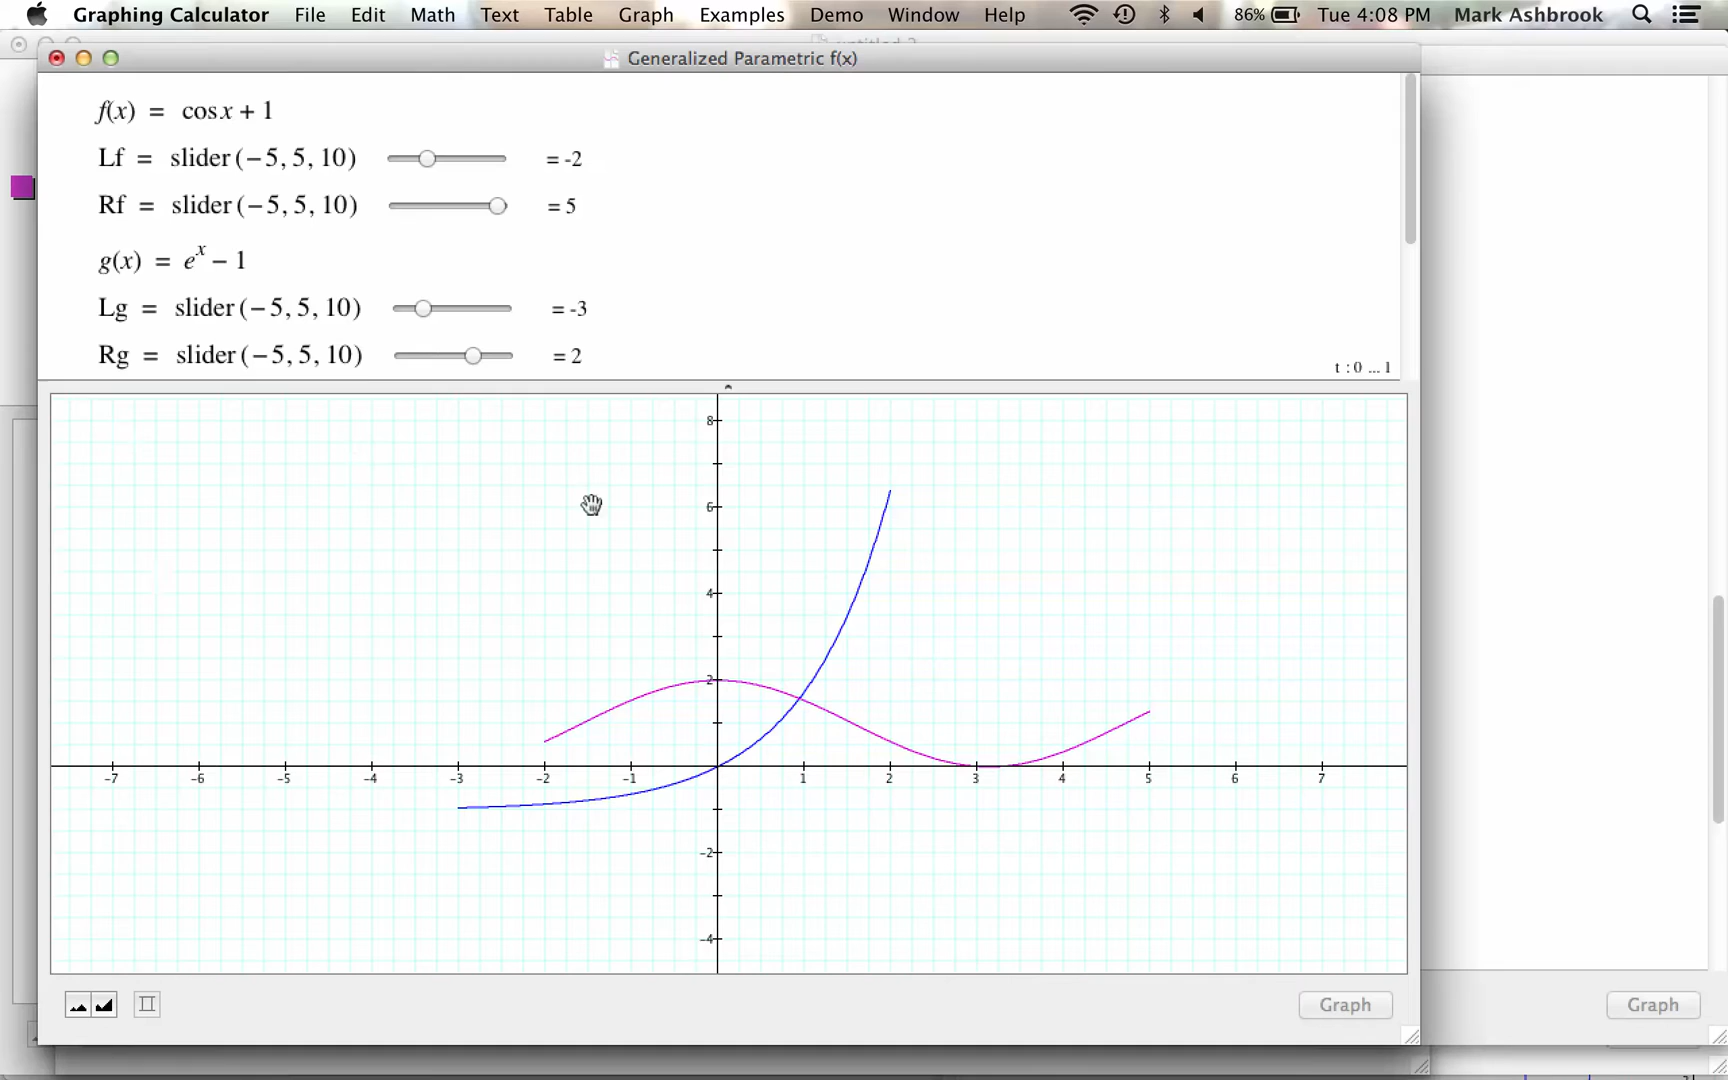 Graphing Calculator File Edit Math Text Table Graph Examples Demo Window Help 86% Tue 4:08 PM Mark Ashbrook
untitled 2
Generalized Parametric f(x)
f(x) = cos x + 1
Lf = slider (−5, 5, 10) = -2
Rf = slider (−5, 5, 10) = 5
g(x) = e^x − 1
Lg = slider (−5, 5, 10) = -3
Rg = slider (−5, 5, 10) = 2
t : 0 ... 1
8
6
4
2
-7 -6 -5 -4 -3 -2 -1 1 2 3 4 5 6 7
-2
-4
Graph Graph